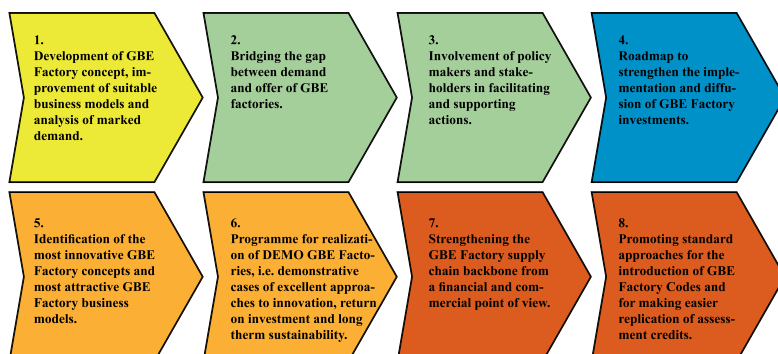 1.
Development of GBE
Factory concept, im-
provement of suitable
business models and
analysis of marked
demand.
2.
Bridging the gap
between demand
and offer of GBE
factories.
3.
Involvement of policy
makers and stake-
holders in facilitating
and supporting
actions.
4.
Roadmap to
strengthen the imple-
mentation and diffu-
sion of GBE Factory
investments.
5.
Identification of the
most innovative GBE
Factory concepts and
most attractive GBE
Factory business
models.
6.
Programme for realizati-
on of DEMO GBE Facto-
ries, i.e. demonstrative
cases of excellent approa-
ches to innovation, return
on investment and long
therm sustainability.
7.
Strengthening the
GBE Factory supply
chain backbone from
a financial and com-
mercial point of view.
8.
Promoting standard
approaches for the
introduction of GBE
Factory Codes and
for making easier
replication of assess-
ment credits.